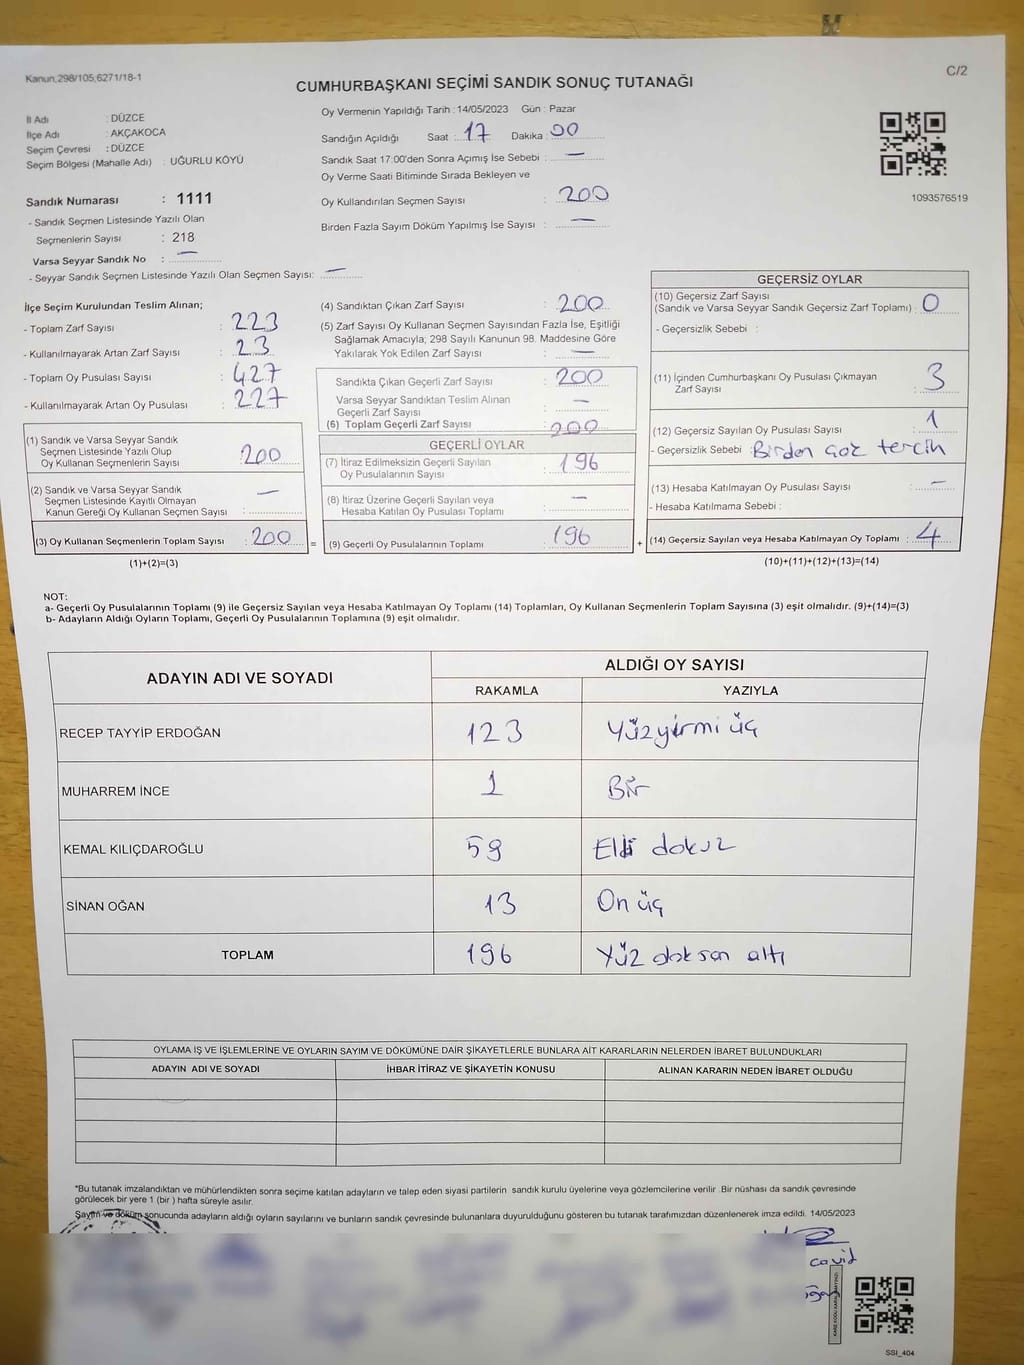 Kanun,298/105,6271/18-1
C/2
CUMHURBAŞKANI SEÇİMİ SANDIK SONUÇ TUTANAĞI
İl Adı : DÜZCE
İlçe Adı : AKÇAKOCA
Seçim Çevresi : DÜZCE
Seçim Bölgesi (Mahalle Adı) : UĞURLU KÖYÜ
Sandık Numarası : 1111
- Sandık Seçmen Listesinde Yazılı Olan
Seçmenlerin Sayısı : 218
Varsa Seyyar Sandık No : —
- Seyyar Sandık Seçmen Listesinde Yazılı Olan Seçmen Sayısı: —
Oy Vermenin Yapıldığı Tarih : 14/05/2023 Gün : Pazar
Sandığın Açıldığı Saat : 17 Dakika : 00
Sandık Saat 17:00'den Sonra Açımış İse Sebebi : —
Oy Verme Saati Bitiminde Sırada Bekleyen ve
Oy Kullandırılan Seçmen Sayısı : 200
Birden Fazla Sayım Döküm Yapılmış İse Sayısı : —
1093576519
İlçe Seçim Kurulundan Teslim Alınan;
- Toplam Zarf Sayısı : 223
- Kullanılmayarak Artan Zarf Sayısı : 23
- Toplam Oy Pusulası Sayısı : 427
- Kullanılmayarak Artan Oy Pusulası : 227
(1) Sandık ve Varsa Seyyar Sandık
Seçmen Listesinde Yazılı Olup
Oy Kullanan Seçmenlerin Sayısı : 200
(2) Sandık ve Varsa Seyyar Sandık
Seçmen Listesinde Kayıtlı Olmayan
Kanun Gereği Oy Kullanan Seçmen Sayısı : —
(3) Oy Kullanan Seçmenlerin Toplam Sayısı : 200
(1)+(2)=(3)
=
(4) Sandıktan Çıkan Zarf Sayısı : 200
(5) Zarf Sayısı Oy Kullanan Seçmen Sayısından Fazla İse, Eşitliği
Sağlamak Amacıyla; 298 Sayılı Kanunun 98. Maddesine Göre
Yakılarak Yok Edilen Zarf Sayısı : —
Sandıkta Çıkan Geçerli Zarf Sayısı : 200
Varsa Seyyar Sandıktan Teslim Alınan
Geçerli Zarf Sayısı : —
(6) Toplam Geçerli Zarf Sayısı : 200
GEÇERLİ OYLAR
(7) İtiraz Edilmeksizin Geçerli Sayılan
Oy Pusulasının Sayısı : 196
(8) İtiraz Üzerine Geçerli Sayılan veya
Hesaba Katılan Oy Pusulası Toplamı : —
(9) Geçerli Oy Pusulalarının Toplamı : 196
+
GEÇERSİZ OYLAR
(10) Geçersiz Zarf Sayısı
(Sandık ve Varsa Seyyar Sandık Geçersiz Zarf Toplamı) : 0
- Geçersizlik Sebebi :
(11) İçinden Cumhurbaşkanı Oy Pusulası Çıkmayan
Zarf Sayısı : 3
(12) Geçersiz Sayılan Oy Pusulası Sayısı : 1
- Geçersizlik Sebebi : Birden çok tercih
(13) Hesaba Katılmayan Oy Pusulası Sayısı : —
- Hesaba Katılmama Sebebi :
(14) Geçersiz Sayılan veya Hesaba Katılmayan Oy Toplamı : 4
(10)+(11)+(12)+(13)=(14)
NOT:
a- Geçerli Oy Pusulalarının Toplamı (9) ile Geçersiz Sayılan veya Hesaba Katılmayan Oy Toplamı (14) Toplamları, Oy Kullanan Seçmenlerin Toplam Sayısına (3) eşit olmalıdır. (9)+(14)=(3)
b- Adayların Aldığı Oyların Toplamı, Geçerli Oy Pusulalarının Toplamına (9) eşit olmalıdır.
ADAYIN ADI VE SOYADI
ALDIĞI OY SAYISI
RAKAMLA YAZIYLA
RECEP TAYYİP ERDOĞAN 123 Yüzyirmi üç
MUHARREM İNCE 1 Bir
KEMAL KILIÇDAROĞLU 59 Elli dokuz
SİNAN OĞAN 13 On üç
TOPLAM 196 Yüz doksan altı
OYLAMA İŞ VE İŞLEMLERİNE VE OYLARIN SAYIM VE DÖKÜMÜNE DAİR ŞİKAYETLERLE BUNLARA AİT KARARLARIN NELERDEN İBARET BULUNDUKLARI
ADAYIN ADI VE SOYADI İHBAR İTİRAZ VE ŞİKAYETİN KONUSU ALINAN KARARIN NEDEN İBARET OLDUĞU
*Bu tutanak imzalandıktan ve mühürlendikten sonra seçime katılan adayların ve talep eden siyasi partilerin sandık kurulu üyelerine veya gözlemcilerine verilir .Bir nüshası da sandık çevresinde
görülecek bir yere 1 (bir ) hafta süreyle asılır.
Sayım ve döküm sonucunda adayların aldığı oyların sayılarını ve bunların sandık çevresinde bulunanlara duyurulduğunu gösteren bu tutanak tarafımızdan düzenlenerek imza edildi. 14/05/2023
cavid
SSI_404